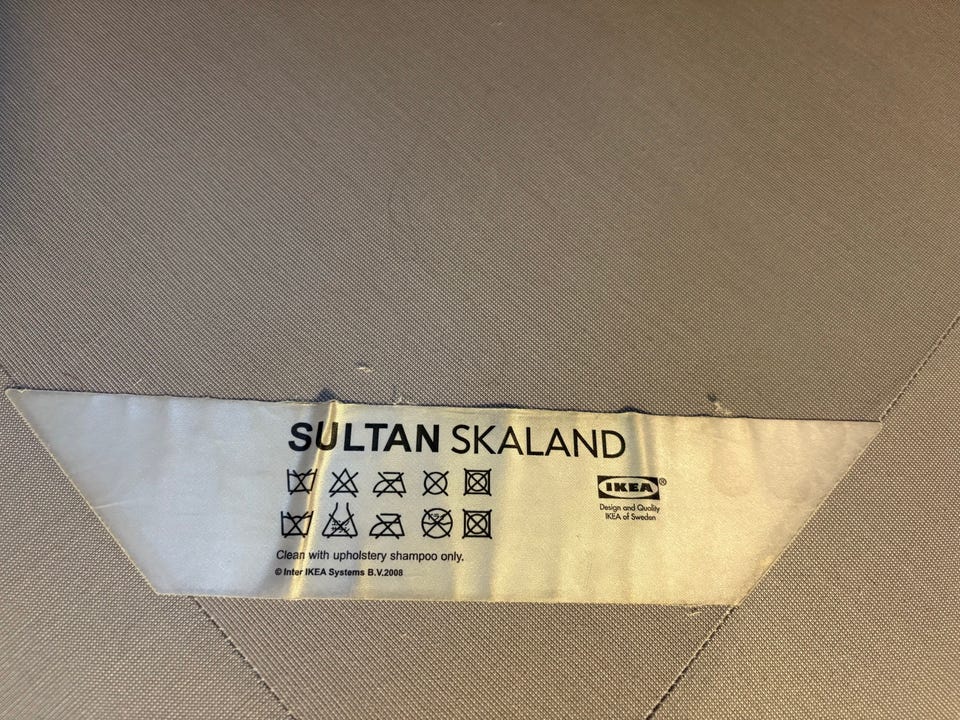 SULTAN SKALAND
IKEA®
Design and Quality
IKEA of Sweden
Clean with upholstery shampoo only.
© Inter IKEA Systems B.V.2008